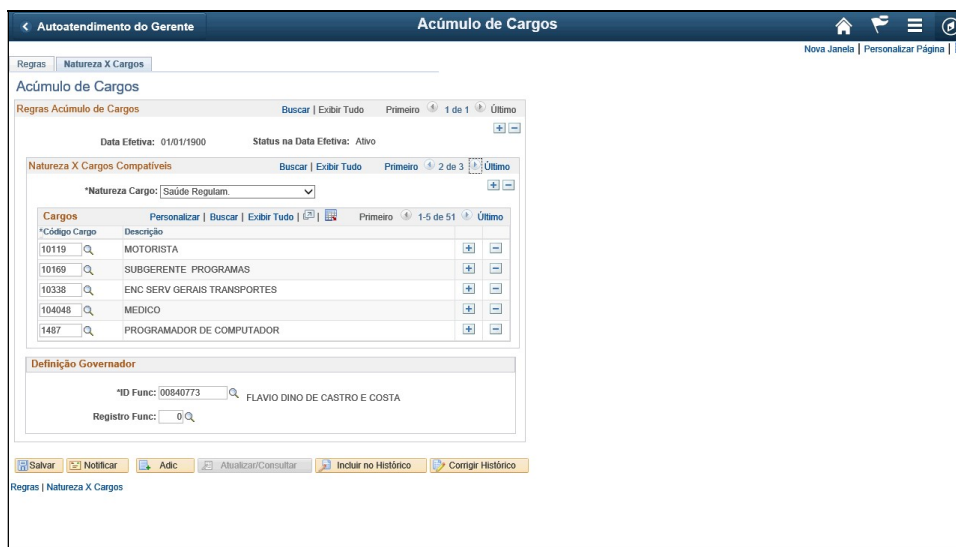 Autoatendimento do Gerente Acúmulo de Cargos
Nova Janela | Personalizar Página |
Regras Natureza X Cargos
Acúmulo de Cargos
Regras Acúmulo de Cargos Buscar | Exibir Tudo Primeiro 1 de 1 Último
Data Efetiva: 01/01/1900 Status na Data Efetiva: Ativo
Natureza X Cargos Compatíveis Buscar | Exibir Tudo Primeiro 2 de 3 Último
*Natureza Cargo: Saúde Regulam.
Cargos Personalizar | Buscar | Exibir Tudo | | Primeiro 1-5 de 51 Último
*Código Cargo Descrição
10119 MOTORISTA
10169 SUBGERENTE PROGRAMAS
10338 ENC SERV GERAIS TRANSPORTES
104048 MEDICO
1487 PROGRAMADOR DE COMPUTADOR
Definição Governador
*ID Func: 00840773 FLAVIO DINO DE CASTRO E COSTA
Registro Func: 0
Salvar Notificar Adic Atualizar/Consultar Incluir no Histórico Corrigir Histórico
Regras | Natureza X Cargos